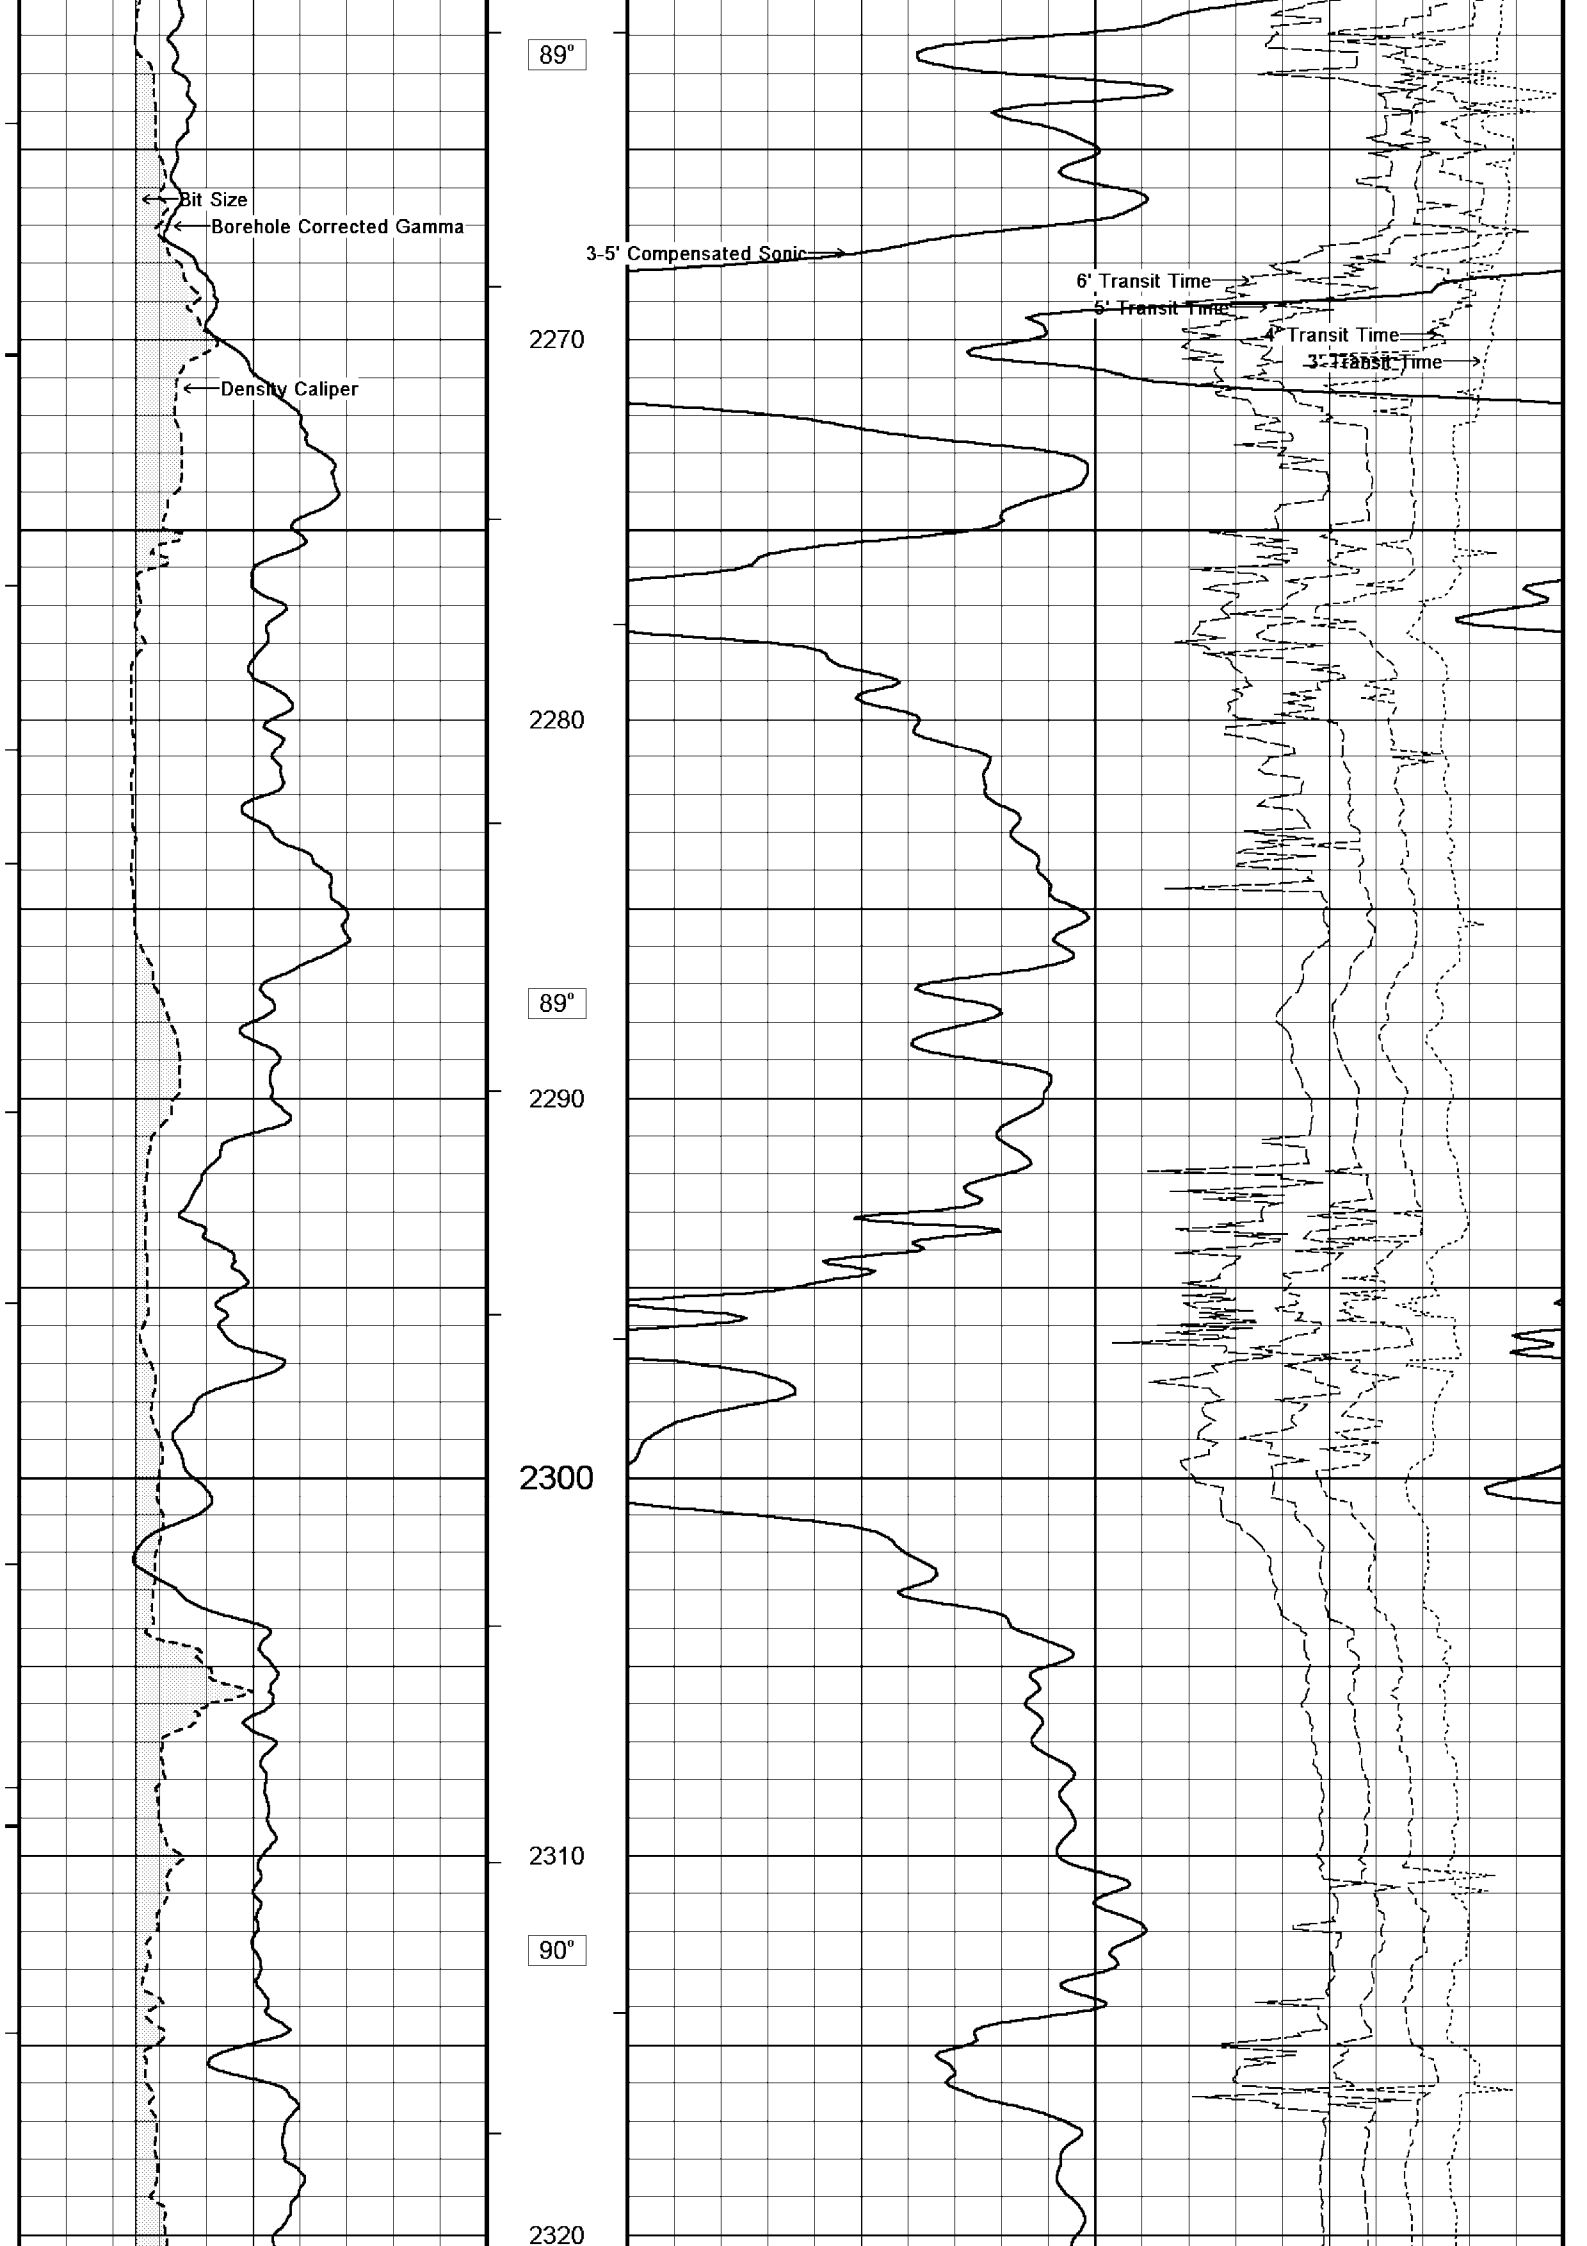 89°
Bit Size
Borehole Corrected Gamma
3-5' Compensated Sonic
6' Transit Time
5' Transit Time
4' Transit Time
2270
3' Transit Time
Density Caliper
2280
89°
2290
2300
2310
90°
2320